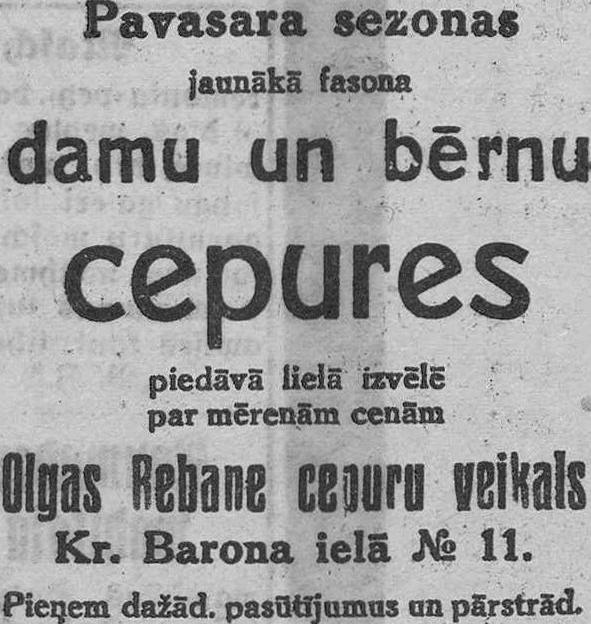 Pavasara sezonas
jaunākā fasona
damu un bērnu
cepures
piedāvā lielā izvēlē
par mērenām cenām
Olgas Rebane cepuru veikals
Kr. Barona ielā № 11.
Pieņem dažād. pasūtījumus un pārstrād.